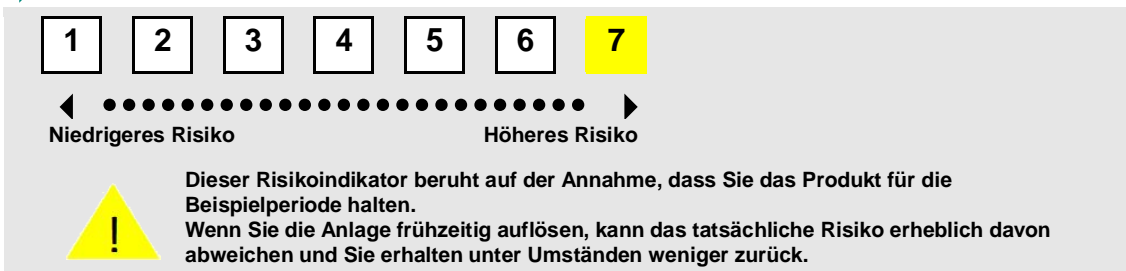 1 2 3 4 5 6 7
Niedrigeres Risiko Höheres Risiko
Dieser Risikoindikator beruht auf der Annahme, dass Sie das Produkt für die
Beispielperiode halten.
Wenn Sie die Anlage frühzeitig auflösen, kann das tatsächliche Risiko erheblich davon
abweichen und Sie erhalten unter Umständen weniger zurück.
!